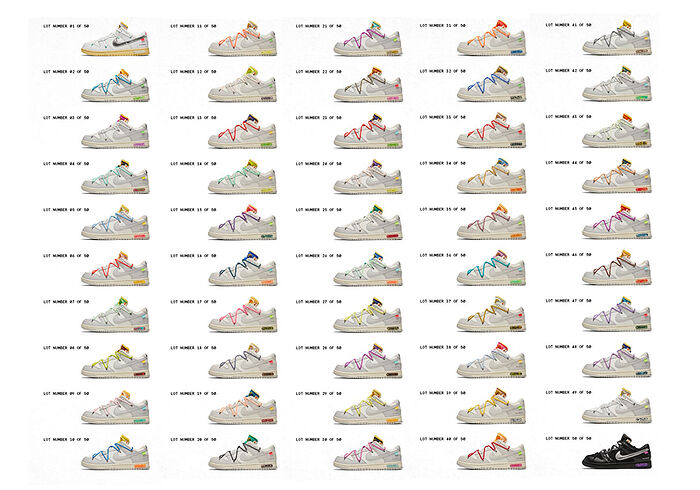 LOT NUMBER 01 OF 50
LOT NUMBER 02 OF 50
LOT NUMBER 03 OF 50
LOT NUMBER 04 OF 50
LOT NUMBER 05 OF 50
LOT NUMBER 06 OF 50
LOT NUMBER 07 OF 50
LOT NUMBER 08 OF 50
LOT NUMBER 09 OF 50
LOT NUMBER 10 OF 50
LOT NUMBER 11 OF 50
LOT NUMBER 12 OF 50
LOT NUMBER 13 OF 50
LOT NUMBER 14 OF 50
LOT NUMBER 15 OF 50
LOT NUMBER 16 OF 50
LOT NUMBER 17 OF 50
LOT NUMBER 18 OF 50
LOT NUMBER 19 OF 50
LOT NUMBER 20 OF 50
LOT NUMBER 21 OF 50
LOT NUMBER 22 OF 50
LOT NUMBER 23 OF 50
LOT NUMBER 24 OF 50
LOT NUMBER 25 OF 50
LOT NUMBER 26 OF 50
LOT NUMBER 27 OF 50
LOT NUMBER 28 OF 50
LOT NUMBER 29 OF 50
LOT NUMBER 30 OF 50
LOT NUMBER 31 OF 50
LOT NUMBER 32 OF 50
LOT NUMBER 33 OF 50
LOT NUMBER 34 OF 50
LOT NUMBER 35 OF 50
LOT NUMBER 36 OF 50
LOT NUMBER 37 OF 50
LOT NUMBER 38 OF 50
LOT NUMBER 39 OF 50
LOT NUMBER 40 OF 50
LOT NUMBER 41 OF 50
LOT NUMBER 42 OF 50
LOT NUMBER 43 OF 50
LOT NUMBER 44 OF 50
LOT NUMBER 45 OF 50
LOT NUMBER 46 OF 50
LOT NUMBER 47 OF 50
LOT NUMBER 48 OF 50
LOT NUMBER 49 OF 50
LOT NUMBER 50 OF 50